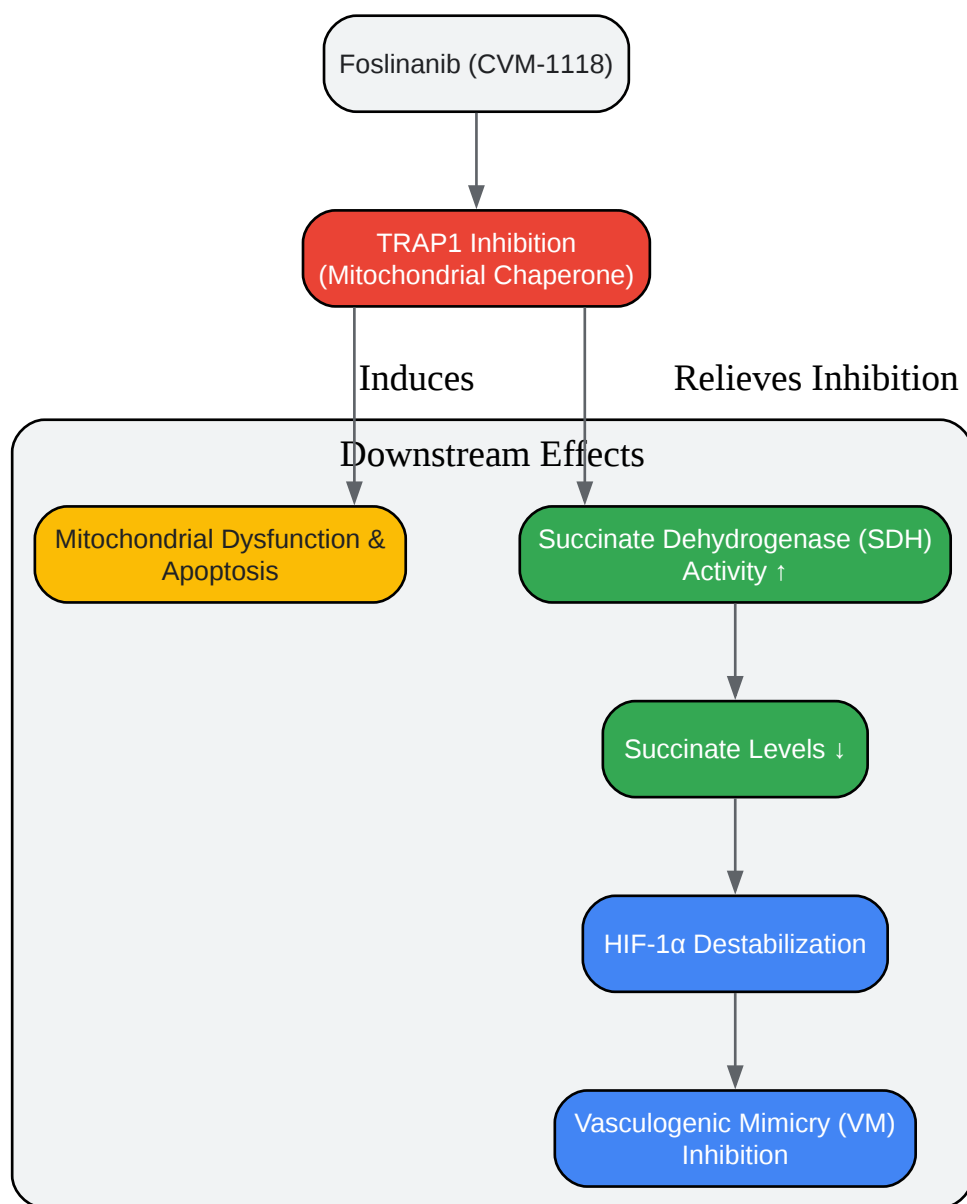 Foslinanib (CVM-1118)
TRAP1 Inhibition
(Mitochondrial Chaperone)
Induces
Relieves Inhibition
Downstream Effects
Mitochondrial Dysfunction &
Apoptosis
Succinate Dehydrogenase (SDH)
Activity ↑
Succinate Levels ↓
HIF-1α Destabilization
Vasculogenic Mimicry (VM)
Inhibition